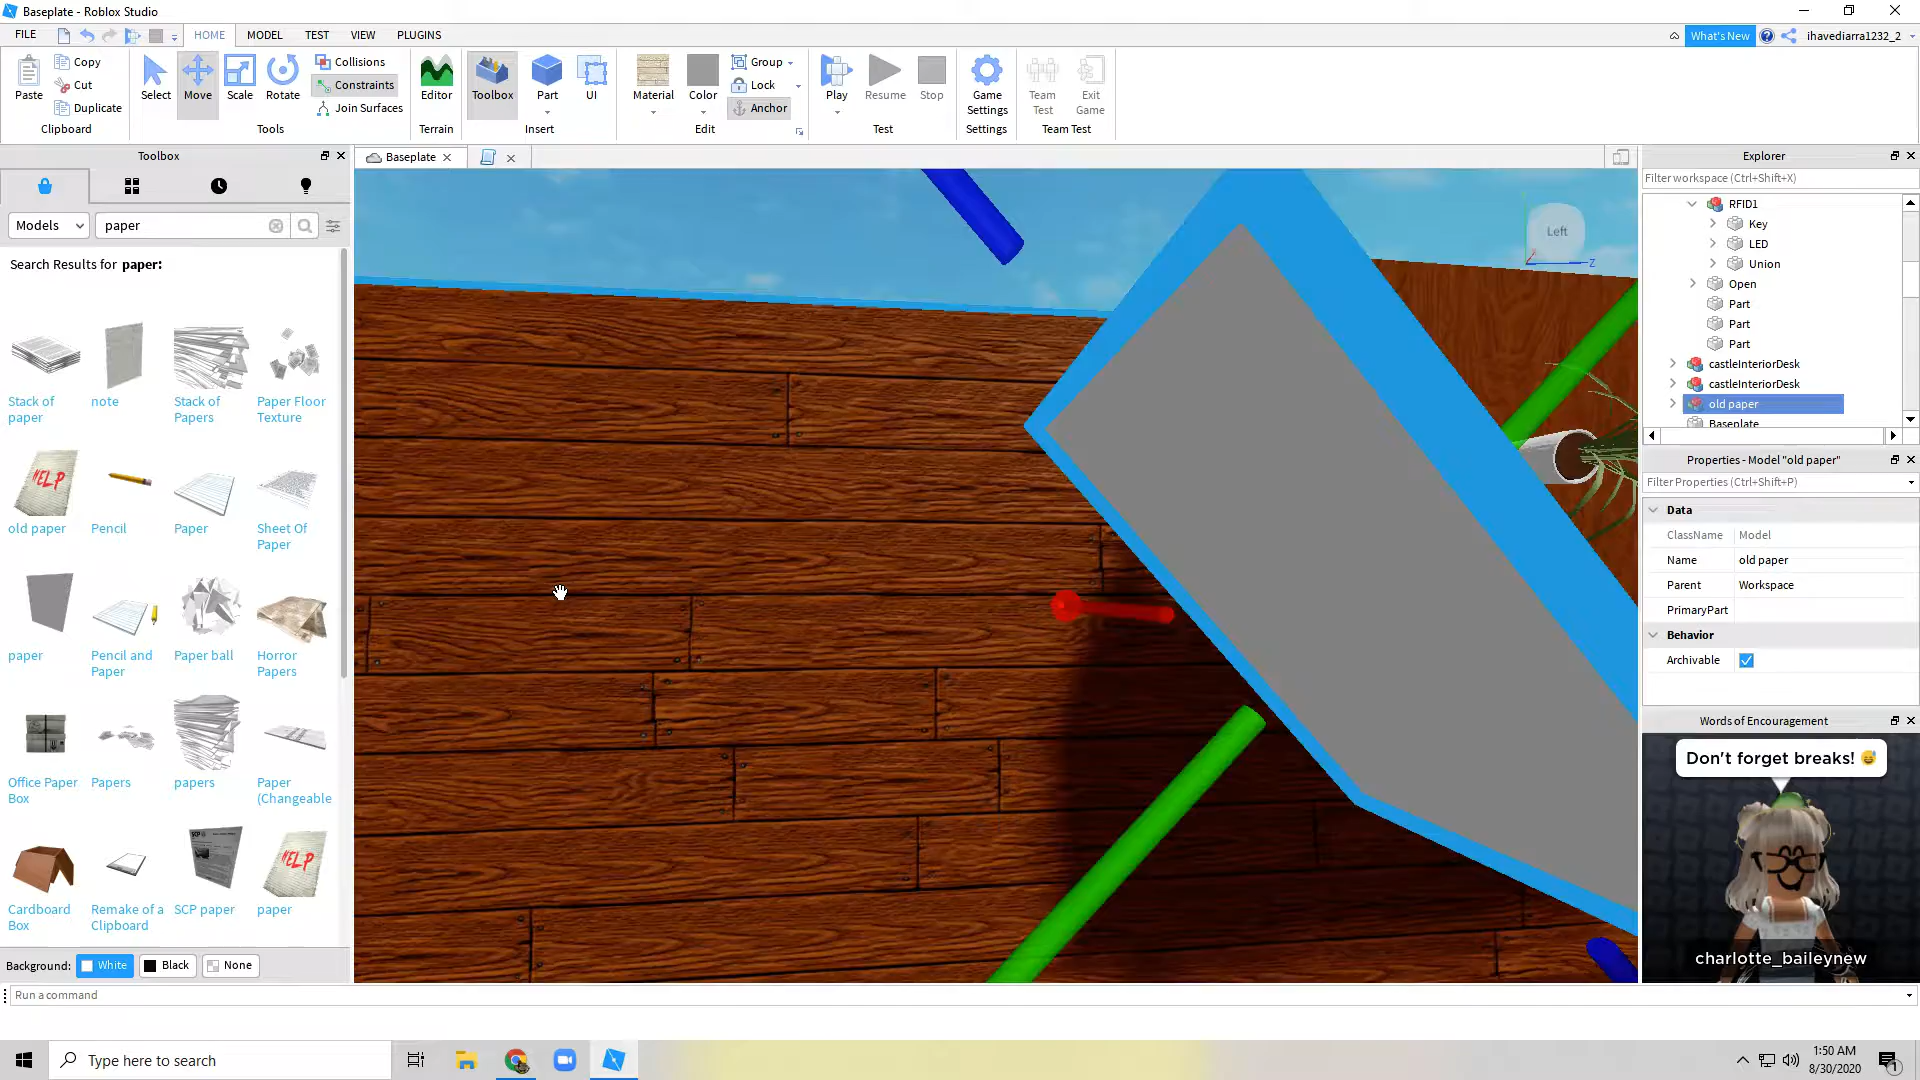 Baseplate - Roblox Studio
FILE HOME MODEL TEST VIEW PLUGINS What's New ihavediarra1232_2
Paste Copy Cut Duplicate Clipboard
Select Move Scale Rotate Collisions Constraints Join Surfaces Tools
Editor Terrain
Toolbox Part UI Insert
Material Color Group Lock Anchor Edit
Play Resume Stop Test
Game Settings Settings
Team Test Exit Game Team Test
Toolbox
Models paper
Search Results for paper:
Stack of paper
note
Stack of Papers
Paper Floor Texture
HELP
old paper
Pencil
Paper
Sheet Of Paper
paper
Pencil and Paper
Paper ball
Horror Papers
Office Paper Box
Papers
papers
Paper (Changeable
Cardboard Box
Remake of a Clipboard
SCP
SCP paper
HELP
paper
Background: White Black None
Baseplate
Left
Z
Explorer
Filter workspace (Ctrl+Shift+X)
RFID1
Key
LED
Union
Open
Part
Part
Part
castleInteriorDesk
castleInteriorDesk
old paper
Baseplate
Properties - Model "old paper"
Filter Properties (Ctrl+Shift+P)
Data
ClassName Model
Name old paper
Parent Workspace
PrimaryPart
Behavior
Archivable
Words of Encouragement
Don't forget breaks! 😅
charlotte_baileynew
Run a command
Type here to search
1:50 AM
8/30/2020
1